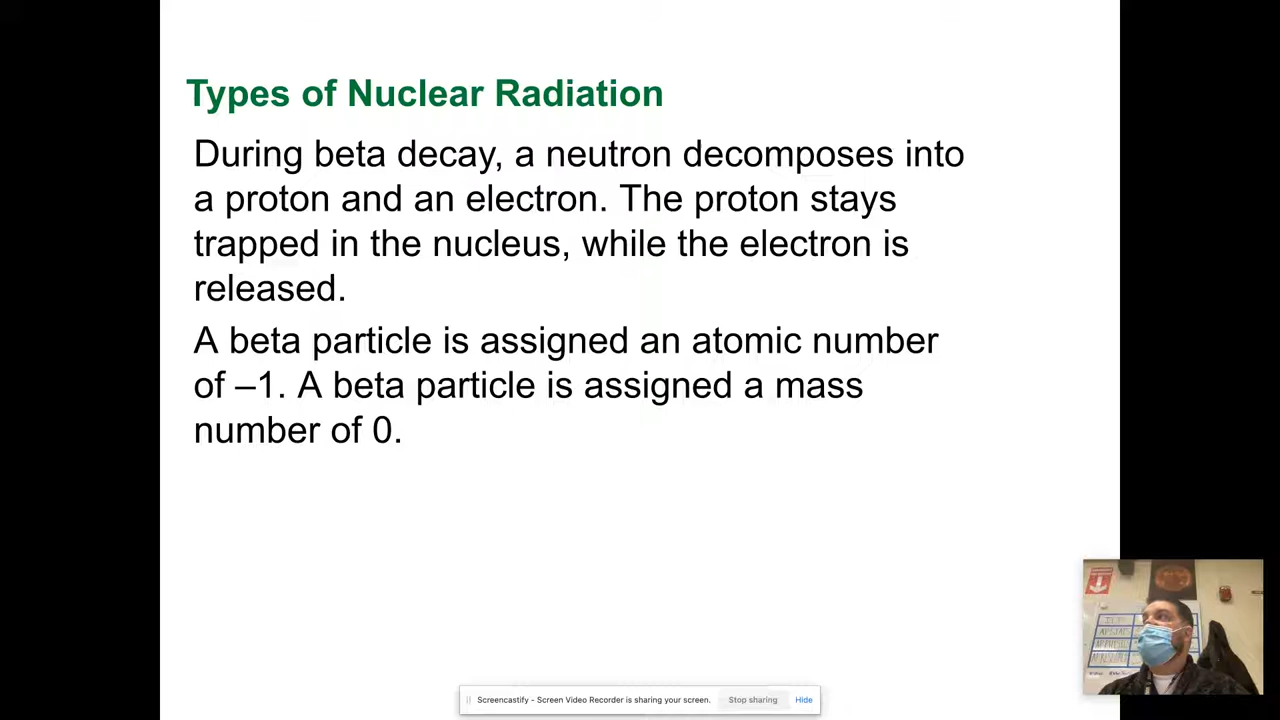 Types of Nuclear Radiation
During beta decay, a neutron decomposes into
a proton and an electron. The proton stays
trapped in the nucleus, while the electron is
released.
A beta particle is assigned an atomic number
of –1. A beta particle is assigned a mass
number of 0.
Screencastify - Screen Video Recorder is sharing your screen.
Stop sharing
Hide